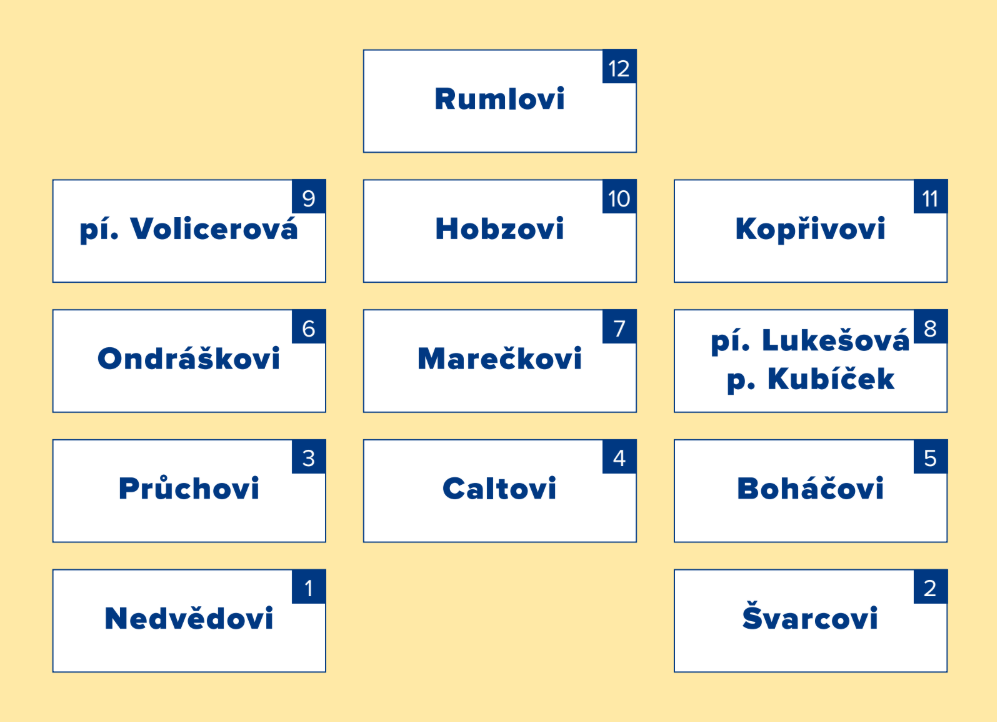 12
Rumlovi
9
pí. Volicerová
10
Hobzovi
11
Kopřivovi
6
Ondráškovi
7
Marečkovi
8
pí. Lukešová
p. Kubíček
3
Průchovi
4
Caltovi
5
Boháčovi
1
Nedvědovi
2
Švarcovi